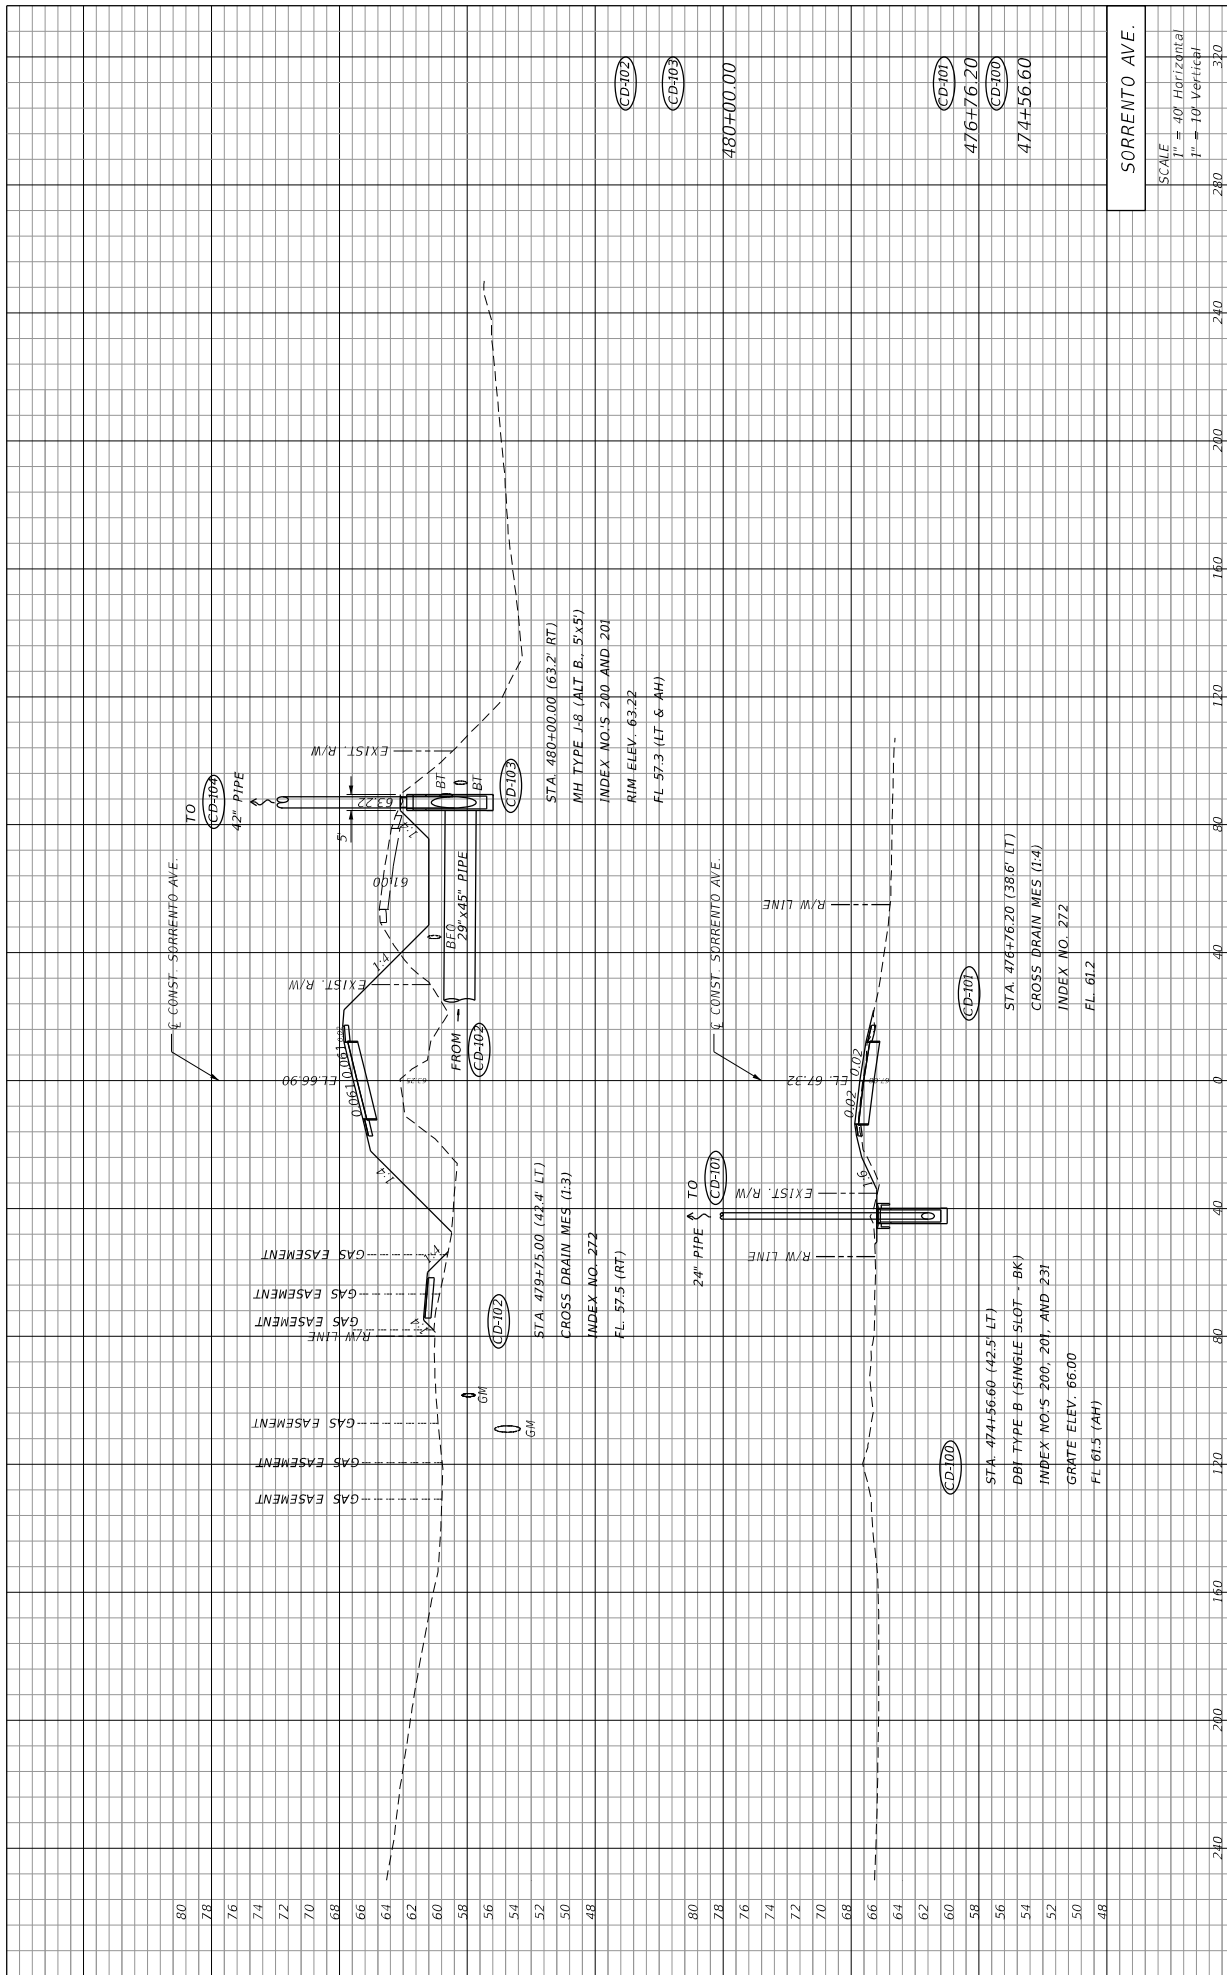 ℄ CONST. SORRENTO AVE.
TO
CD-104
42" PIPE
5'
63.22
EXIST. R/W
BT
BT
CD-103
STA. 480+00.00 (63.2' RT)
MH TYPE J-8 (ALT B., 5'x5')
INDEX NO.'S 200 AND 201
RIM ELEV. 63.22
FL 57.3 (LT & AH)
1:4
61.00
BFO
29"x45" PIPE
1:4
EXIST. R/W
FROM
CD-102
0.061
0.061
EL.66.90
1:4
GAS EASEMENT
GAS EASEMENT
GAS EASEMENT
R/W LINE
GAS EASEMENT
GAS EASEMENT
GAS EASEMENT
GM
GM
CD-102
STA. 479+75.00 (42.4' LT)
CROSS DRAIN MES (1:3)
INDEX NO. 272
FL. 57.5 (RT)
CD-102
CD-103
480+00.00
80
78
76
74
72
70
68
66
64
62
60
58
56
54
52
50
48
℄ CONST. SORRENTO AVE.
R/W LINE
0.02
0.02
EL. 67.32
1:6
EXIST. R/W
R/W LINE
24" PIPE
TO
CD-101
CD-101
STA. 476+76.20 (38.6' LT)
CROSS DRAIN MES (1:4)
INDEX NO. 272
FL. 61.2
CD-100
STA. 474+56.60 (42.5' LT)
DBI TYPE B (SINGLE SLOT - BK)
INDEX NO.'S 200, 201, AND 231
GRATE ELEV. 66.00
FL 61.5 (AH)
CD-101
476+76.20
CD-100
474+56.60
80
78
76
74
72
70
68
66
64
62
60
58
56
54
52
50
48
240
200
160
120
80
40
0
40
80
120
160
200
240
280
320
SORRENTO AVE.
SCALE
1" = 40' Horizontal
1" = 10' Vertical